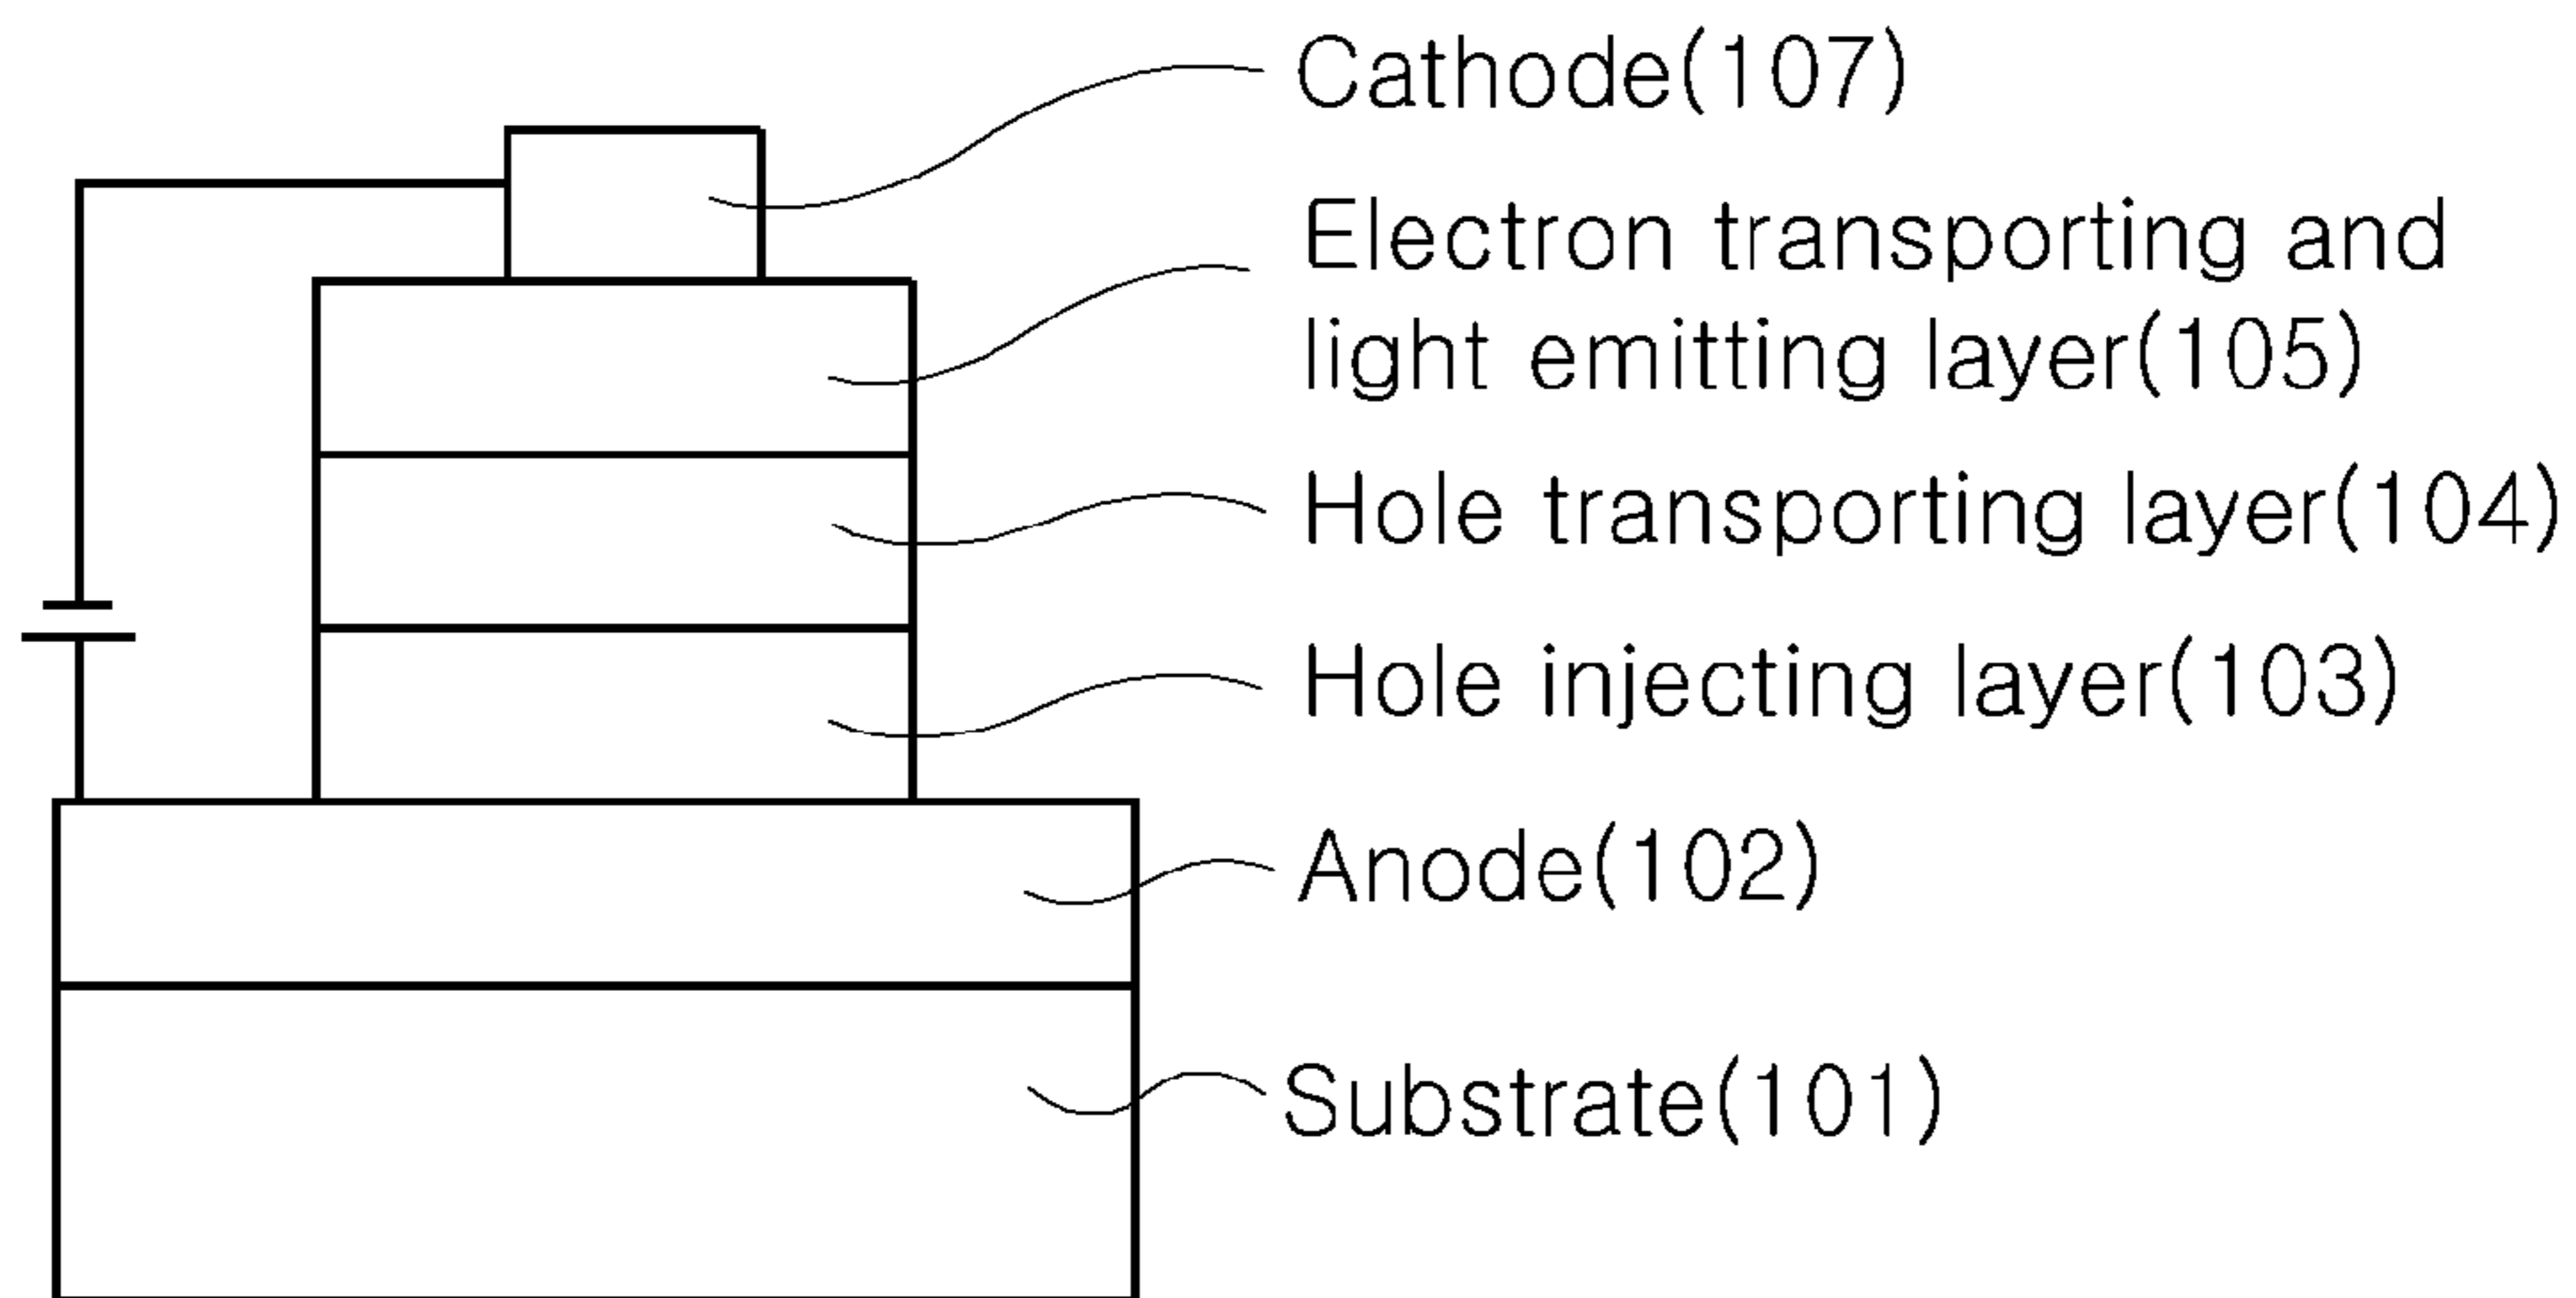 Cathode(107)
Electron transporting and
light emitting layer(105)
Hole transporting layer(104)
Hole injecting layer(103)
Anode(102)
Substrate(101)